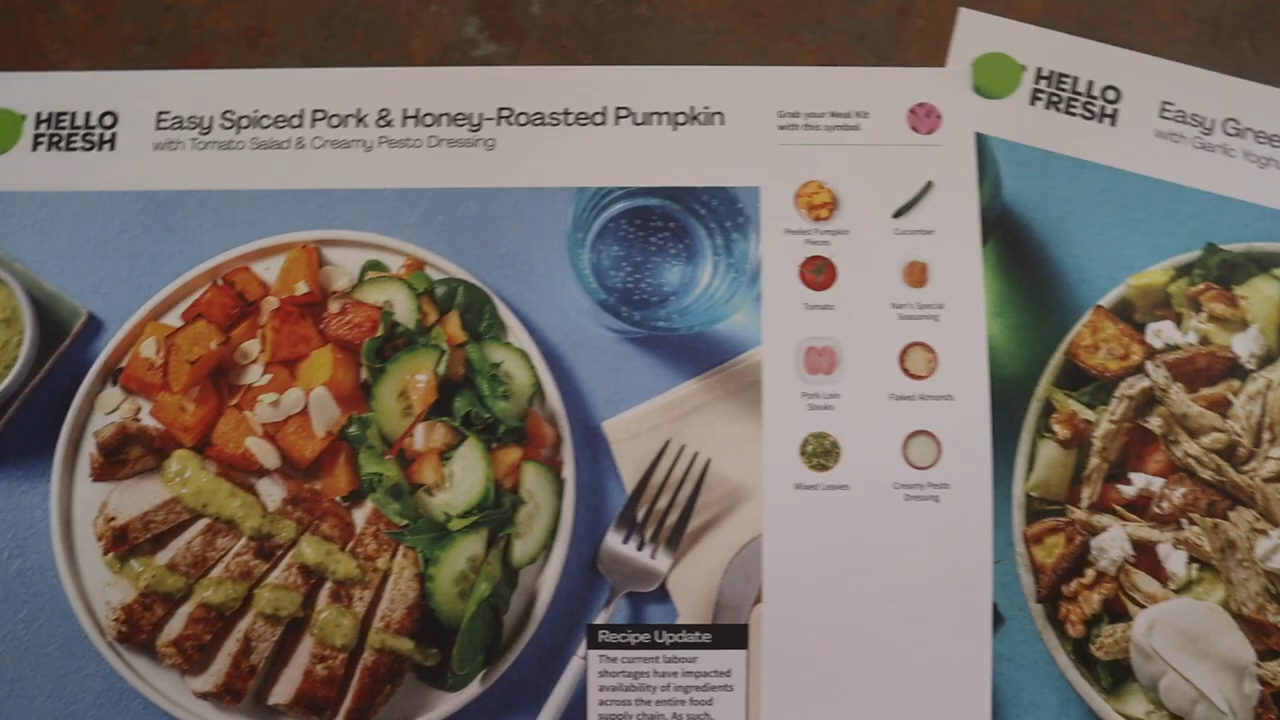 HELLO
FRESH
Easy Spiced Pork & Honey-Roasted Pumpkin
with Tomato Salad & Creamy Pesto Dressing
Grab your Meal Kit
with this symbol
Peeled Pumpkin
Pieces
Cucumber
Tomato
Nan's Special
Seasoning
Pork Loin
Steaks
Flaked Almonds
Mixed Leaves
Creamy Pesto
Dressing
Recipe Update
The current labour
shortages have impacted
availability of ingredients
across the entire food
supply chain. As such,
HELLO
FRESH
Easy Gree
with Garlic Yoghu